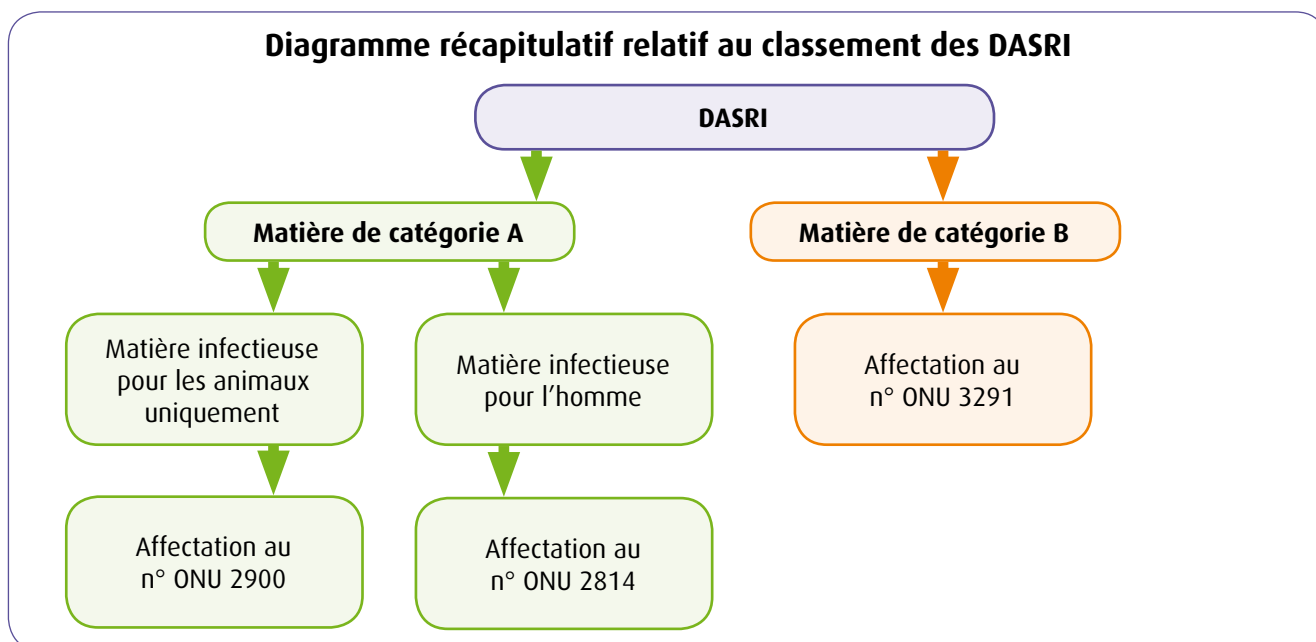 Diagramme récapitulatif relatif au classement des DASRI
DASRI
Matière de catégorie A
Matière de catégorie B
Matière infectieuse
pour les animaux
uniquement
Matière infectieuse
pour l'homme
Affectation au
n° ONU 3291
Affectation au
n° ONU 2900
Affectation au
n° ONU 2814